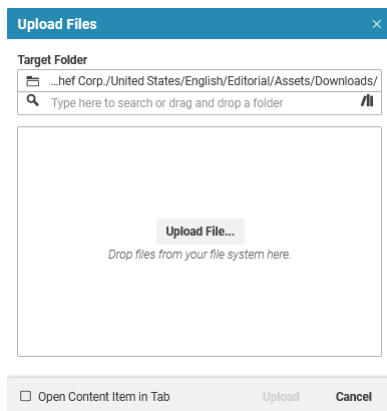 Upload Files
Target Folder
...hef Corp./United States/English/Editorial/Assets/Downloads/
Type here to search or drag and drop a folder
Upload File...
Drop files from your file system here.
Open Content Item in Tab
Upload
Cancel